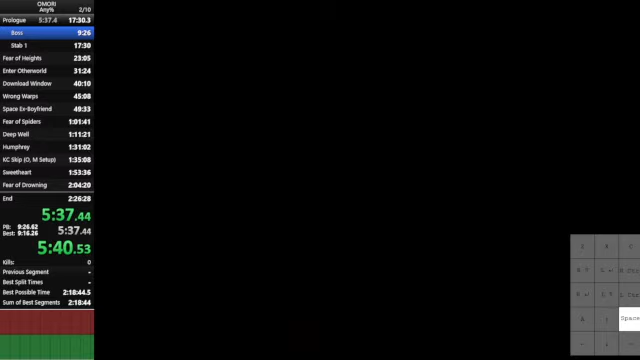 OMORI
Any% 2/10
Prologue 5:37.4 17:30.3
Boss 9:26
Stab 1 17:30
Fear of Heights 23:05
Enter Otherworld 31:24
Download Window 40:10
Wrong Warps 45:08
Space Ex-Boyfriend 49:33
Fear of Spiders 1:01:41
Deep Well 1:11:21
Humphrey 1:31:02
KC Skip (O, M Setup) 1:35:08
Sweetheart 1:53:36
Fear of Drowning 2:04:20
End 2:26:28
5:37.44
PB: 9:26.62
Best: 9:16.26
5:37.44
5:40.53
Kills: 0
Previous Segment -
Best Split Times -
Best Possible Time 2:18:44.5
Sum of Best Segments 2:18:44
Space